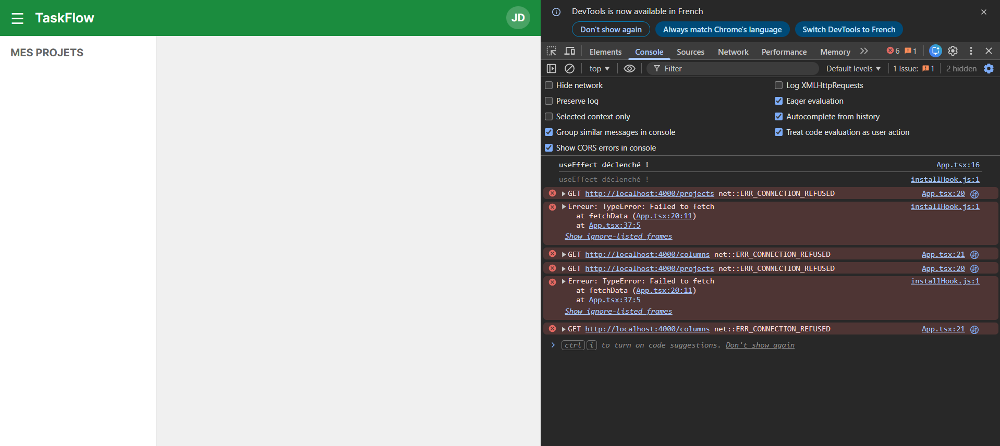 ☰ TaskFlow JD
MES PROJETS
DevTools is now available in French
Don't show again Always match Chrome's language Switch DevTools to French
Elements Console Sources Network Performance Memory 6 1
top Filter Default levels 1 Issue: 1 2 hidden
Hide network Log XMLHttpRequests
Preserve log Eager evaluation
Selected context only Autocomplete from history
Group similar messages in console Treat code evaluation as user action
Show CORS errors in console
useEffect déclenché ! App.tsx:16
useEffect déclenché ! installHook.js:1
GET http://localhost:4000/projects net::ERR_CONNECTION_REFUSED App.tsx:20
Erreur: TypeError: Failed to fetch installHook.js:1
at fetchData (App.tsx:20:11)
at App.tsx:37:5
Show ignore-listed frames
GET http://localhost:4000/columns net::ERR_CONNECTION_REFUSED App.tsx:21
GET http://localhost:4000/projects net::ERR_CONNECTION_REFUSED App.tsx:20
Erreur: TypeError: Failed to fetch installHook.js:1
at fetchData (App.tsx:20:11)
at App.tsx:37:5
Show ignore-listed frames
GET http://localhost:4000/columns net::ERR_CONNECTION_REFUSED App.tsx:21
ctrl i to turn on code suggestions. Don't show again